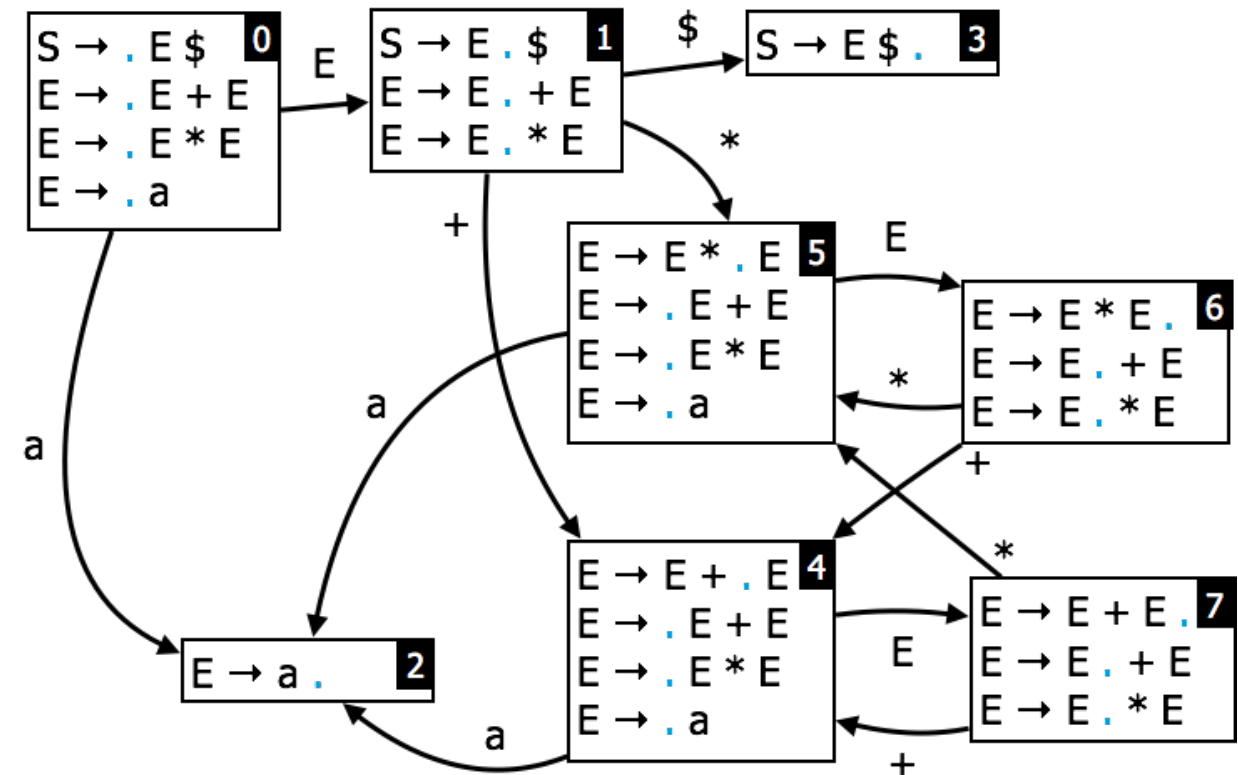 S → . E $ 0
E → . E + E
E → . E * E
E → . a
E
S → E . $ 1
E → E . + E
E → E . * E
$
S → E $ . 3
*
+
E → E * . E 5
E → . E + E
E → . E * E
E → . a
E
E → E * E . 6
E → E . + E
E → E . * E
*
a
a
+
*
E → E + . E 4
E → . E + E
E → . E * E
E → . a
E
E → E + E . 7
E → E . + E
E → E . * E
E → a . 2
a
+